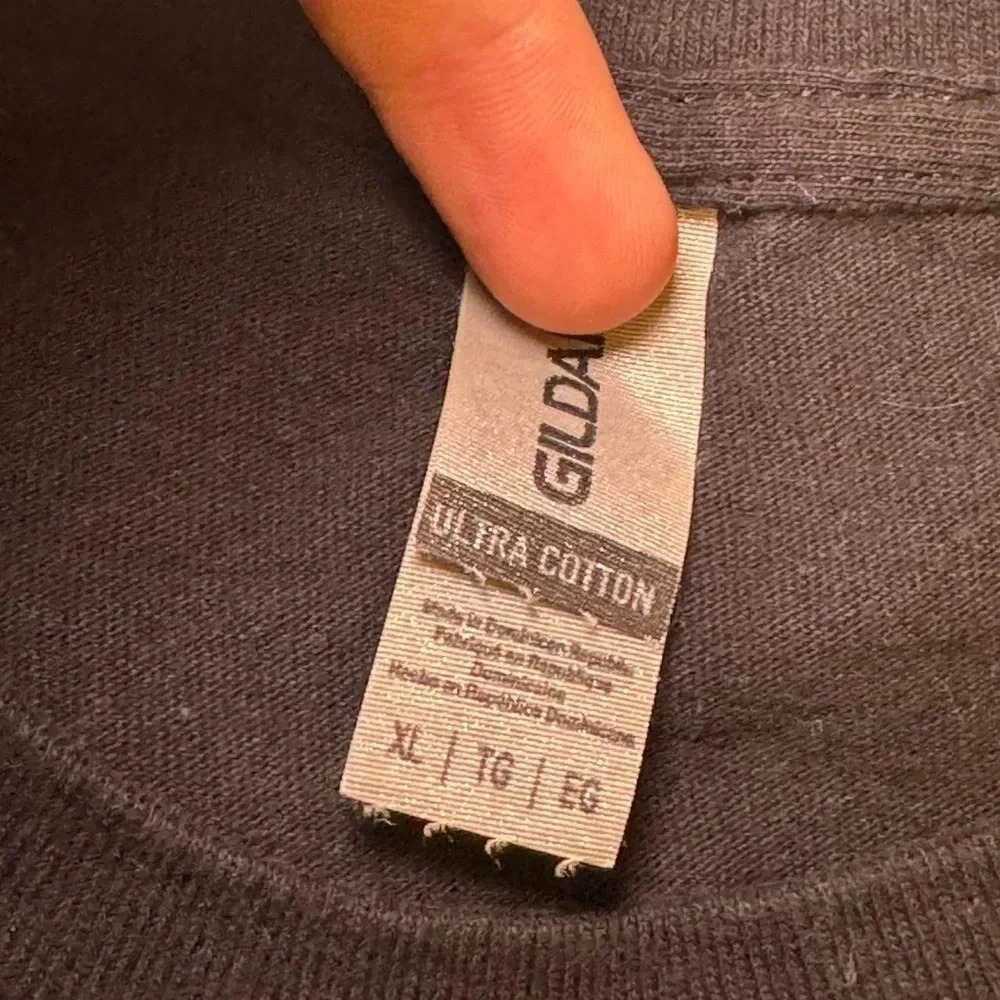 GILDA
ULTRA COTTON
Made in Dominican Republic
Fabriqué en République
Dominicaine
Hecho en República Dominicana
XL | TG | EG